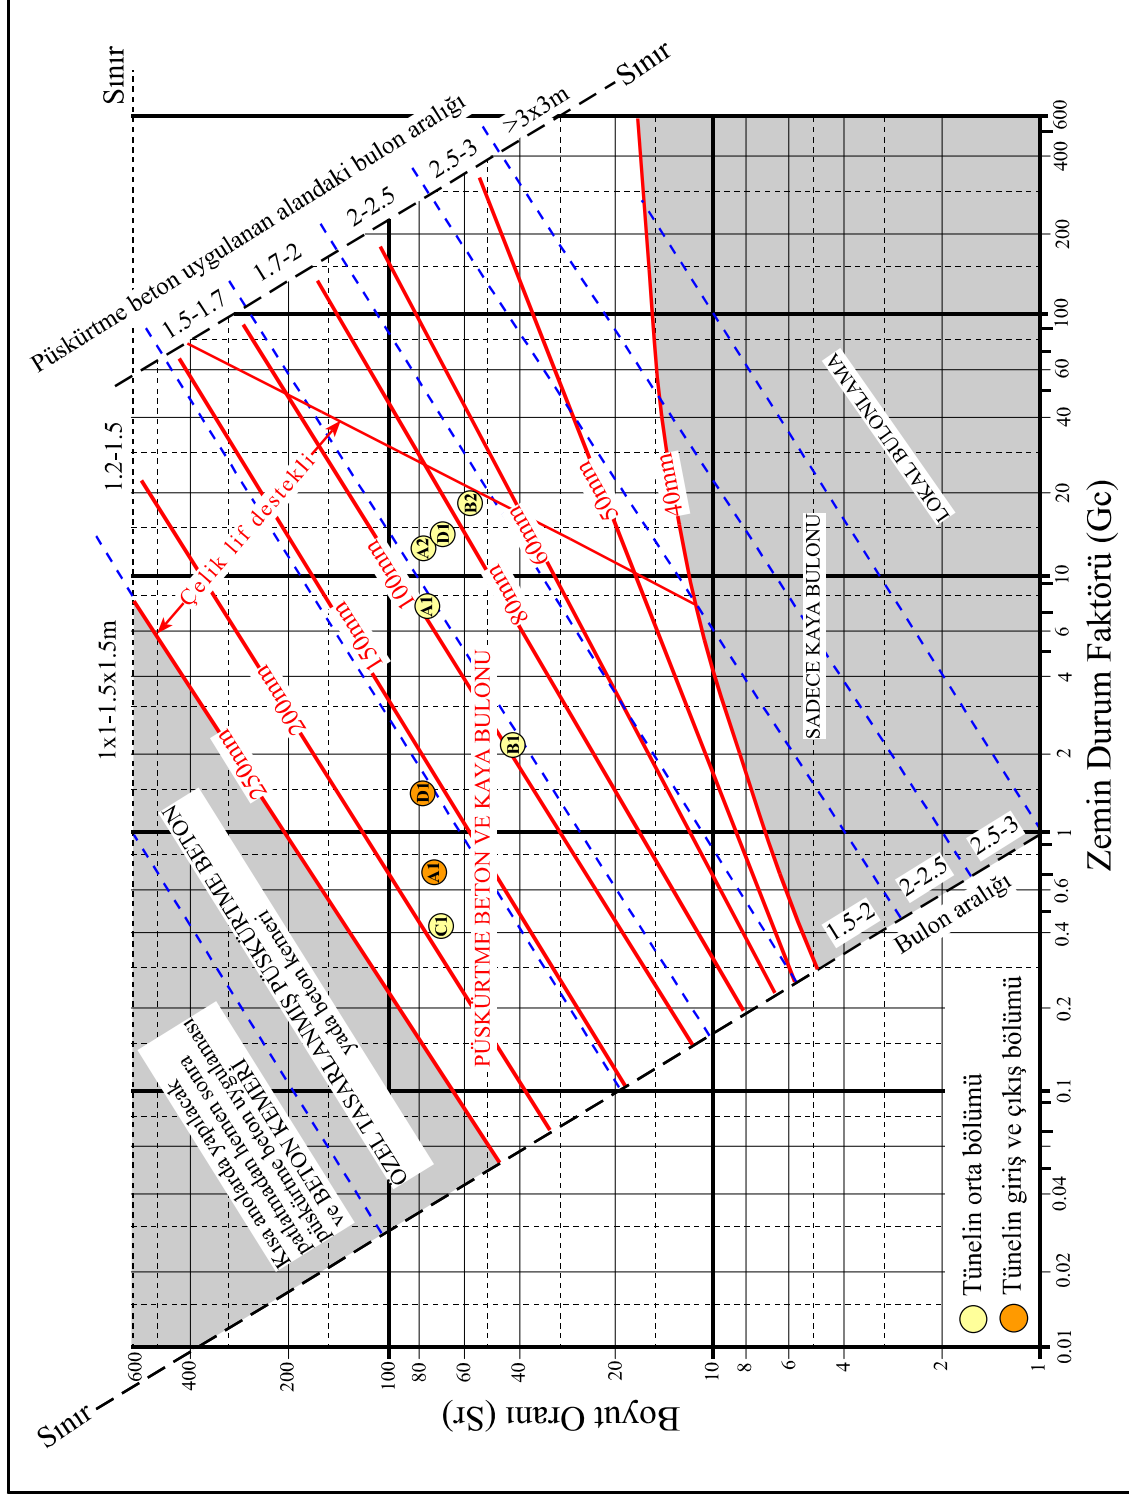 Sınır
Sınır
Sınır
Püskürtme beton uygulanan alandaki bulon aralığı
1x1-1.5x1.5m
1.2-1.5
1.5-1.7
1.7-2
2-2.5
2.5-3
>3x3m
Çelik lif destekli
Kısa anolarda yapılacak
patlatmadan hemen sonra
püskürtme beton uygulaması
ve BETON KEMERİ
ÖZEL TASARLANMIŞ PÜSKÜRTME BETON
yada beton kemeri
250mm
200mm
150mm
100mm
80mm
60mm
50mm
40mm
PÜSKÜRTME BETON VE KAYA BULONU
SADECE KAYA BULONU
LOKAL BULONLAMA
C1
A1
D1
B1
A1
A2
D1
B2
1.5-2
2-2.5
2.5-3
Bulon aralığı
Boyut Oranı (Sr)
600
400
200
100
80
60
40
20
10
8
6
4
2
1
0.01
0.02
0.04
0.1
0.2
0.4
0.6
1
2
4
6
10
20
40
60
100
200
400
600
Zemin Durum Faktörü (Gc)
Tünelin orta bölümü
Tünelin giriş ve çıkış bölümü